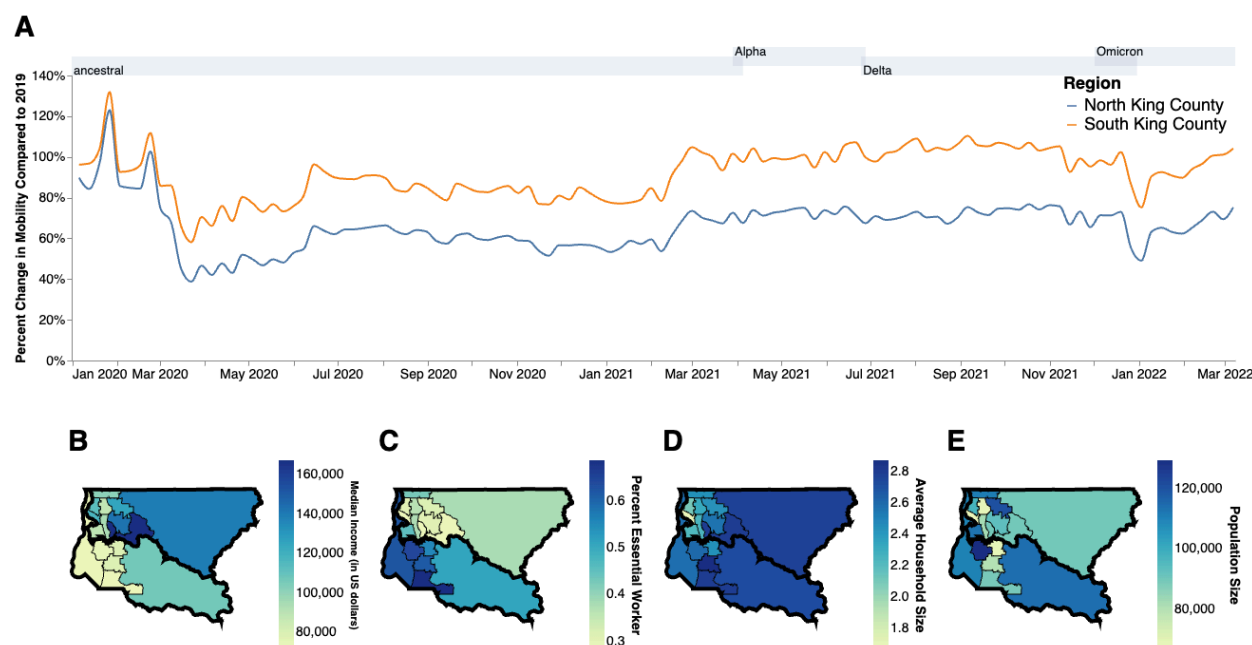 A
Alpha
Omicron
ancestral
Delta
Percent Change in Mobility Compared to 2019
140%
120%
100%
80%
60%
40%
20%
0%
Region
North King County
South King County
Jan 2020 Mar 2020 May 2020 Jul 2020 Sep 2020 Nov 2020 Jan 2021 Mar 2021 May 2021 Jul 2021 Sep 2021 Nov 2021 Jan 2022 Mar 2022
B
160,000
140,000
120,000
100,000
80,000
Median Income (in US dollars)
C
0.6
0.5
0.4
0.3
Percent Essential Worker
D
2.8
2.6
2.4
2.2
2.0
1.8
Average Household Size
E
120,000
100,000
80,000
Population Size